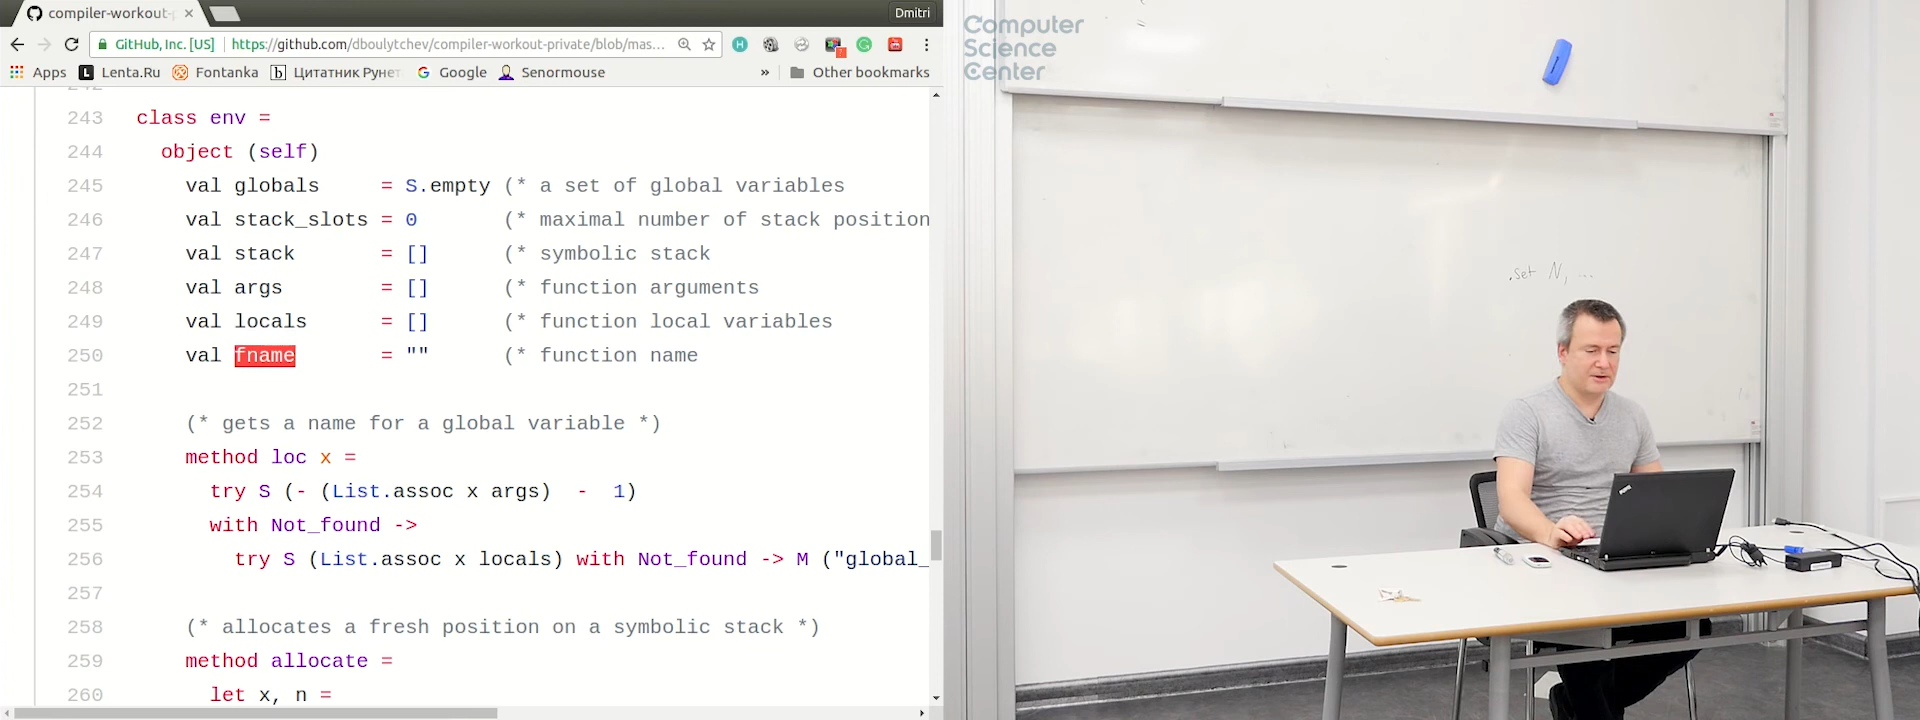 compiler-workout-p
Dmitri
GitHub, Inc. [US]
https://github.com/dboulytchev/compiler-workout-private/blob/mas...
Apps
Lenta.Ru
Fontanka
Цитатник Рунет
Google
Senormouse
»
Other bookmarks
243 class env =
244 object (self)
245 val globals = S.empty (* a set of global variables
246 val stack_slots = 0 (* maximal number of stack position
247 val stack = [] (* symbolic stack
248 val args = [] (* function arguments
249 val locals = [] (* function local variables
250 val fname = "" (* function name
251
252 (* gets a name for a global variable *)
253 method loc x =
254 try S (- (List.assoc x args) - 1)
255 with Not_found ->
256 try S (List.assoc x locals) with Not_found -> M ("global_
257
258 (* allocates a fresh position on a symbolic stack *)
259 method allocate =
260 let x, n =
Computer
Science
Center
.set N, ...